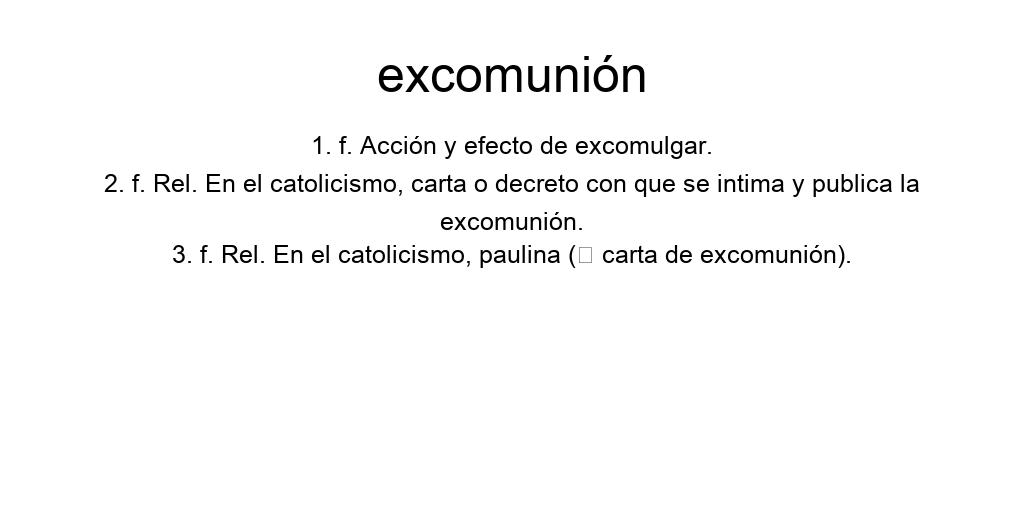 excomunión
1. f. Acción y efecto de excomulgar.
2. f. Rel. En el catolicismo, carta o decreto con que se intima y publica la
excomunión.
3. f. Rel. En el catolicismo, paulina (□ carta de excomunión).